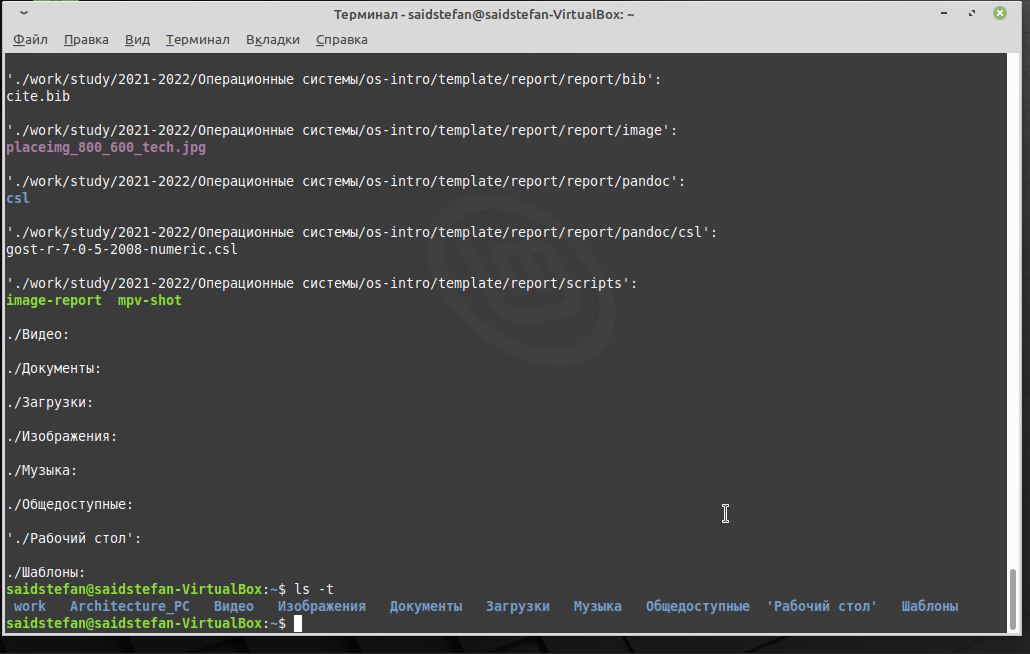 Терминал - saidstefan@saidstefan-VirtualBox: ~
Файл Правка Вид Терминал Вкладки Справка
'./work/study/2021-2022/Операционные системы/os-intro/template/report/report/bib':
cite.bib
'./work/study/2021-2022/Операционные системы/os-intro/template/report/report/image':
placeimg_800_600_tech.jpg
'./work/study/2021-2022/Операционные системы/os-intro/template/report/report/pandoc':
csl
'./work/study/2021-2022/Операционные системы/os-intro/template/report/report/pandoc/csl':
gost-r-7-0-5-2008-numeric.csl
'./work/study/2021-2022/Операционные системы/os-intro/template/report/scripts':
image-report  mpv-shot
./Видео:
./Документы:
./Загрузки:
./Изображения:
./Музыка:
./Общедоступные:
'./Рабочий стол':
./Шаблоны:
saidstefan@saidstefan-VirtualBox:~$ ls -t
work   Architecture_PC   Видео   Изображения   Документы   Загрузки   Музыка   Общедоступные  'Рабочий стол'   Шаблоны
saidstefan@saidstefan-VirtualBox:~$